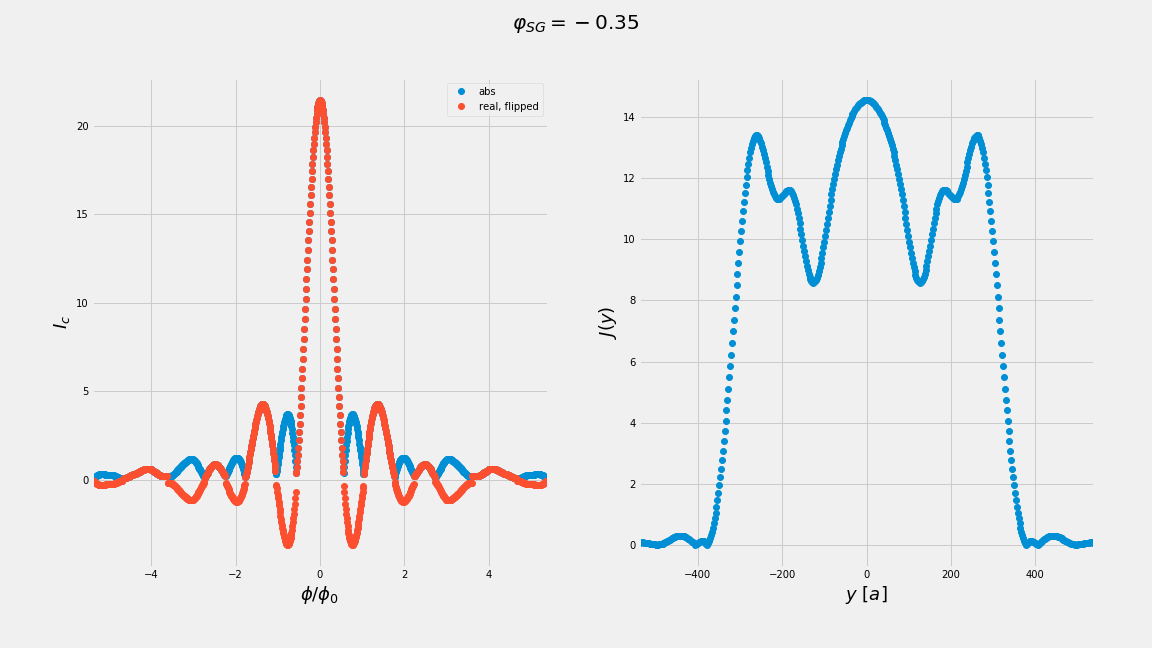 φ_SG = −0.35
abs
real, flipped
20
15
10
5
0
I_c
−4 −2 0 2 4
ϕ/ϕ_0
14
12
10
8
6
4
2
0
J(y)
−400 −200 0 200 400
y [a]